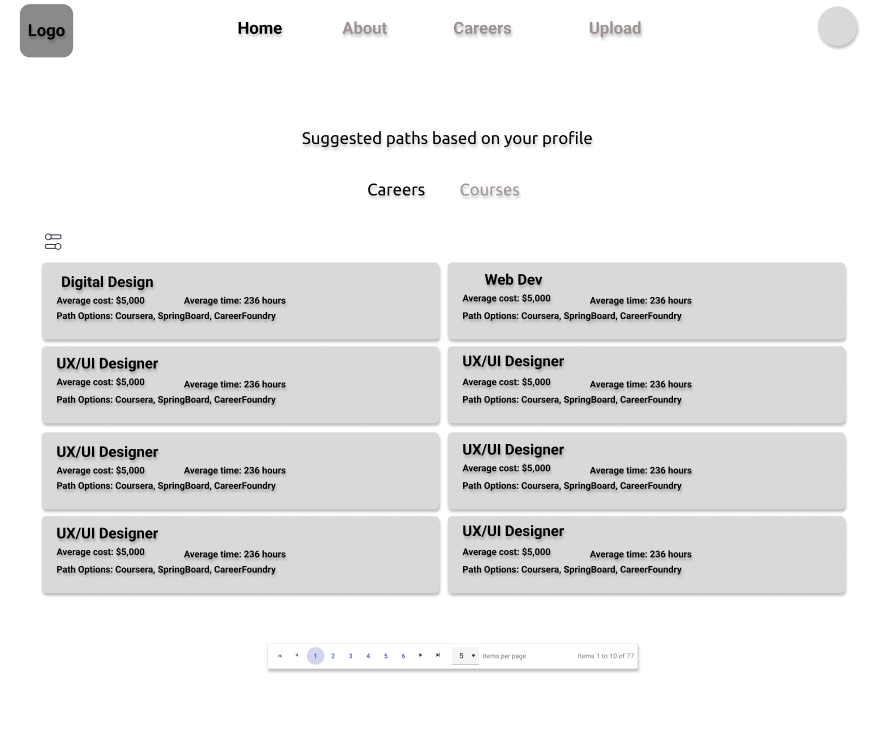 Logo
Home About Careers Upload
Suggested paths based on your profile
Careers Courses
Digital Design
Average cost: $5,000 Average time: 236 hours
Path Options: Coursera, SpringBoard, CareerFoundry
Web Dev
Average cost: $5,000 Average time: 236 hours
Path Options: Coursera, SpringBoard, CareerFoundry
UX/UI Designer
Average cost: $5,000 Average time: 236 hours
Path Options: Coursera, SpringBoard, CareerFoundry
UX/UI Designer
Average cost: $5,000 Average time: 236 hours
Path Options: Coursera, SpringBoard, CareerFoundry
UX/UI Designer
Average cost: $5,000 Average time: 236 hours
Path Options: Coursera, SpringBoard, CareerFoundry
UX/UI Designer
Average cost: $5,000 Average time: 236 hours
Path Options: Coursera, SpringBoard, CareerFoundry
UX/UI Designer
Average cost: $5,000 Average time: 236 hours
Path Options: Coursera, SpringBoard, CareerFoundry
UX/UI Designer
Average cost: $5,000 Average time: 236 hours
Path Options: Coursera, SpringBoard, CareerFoundry
1 2 3 4 5 6 5 Items per page Items 1 to 10 of 77